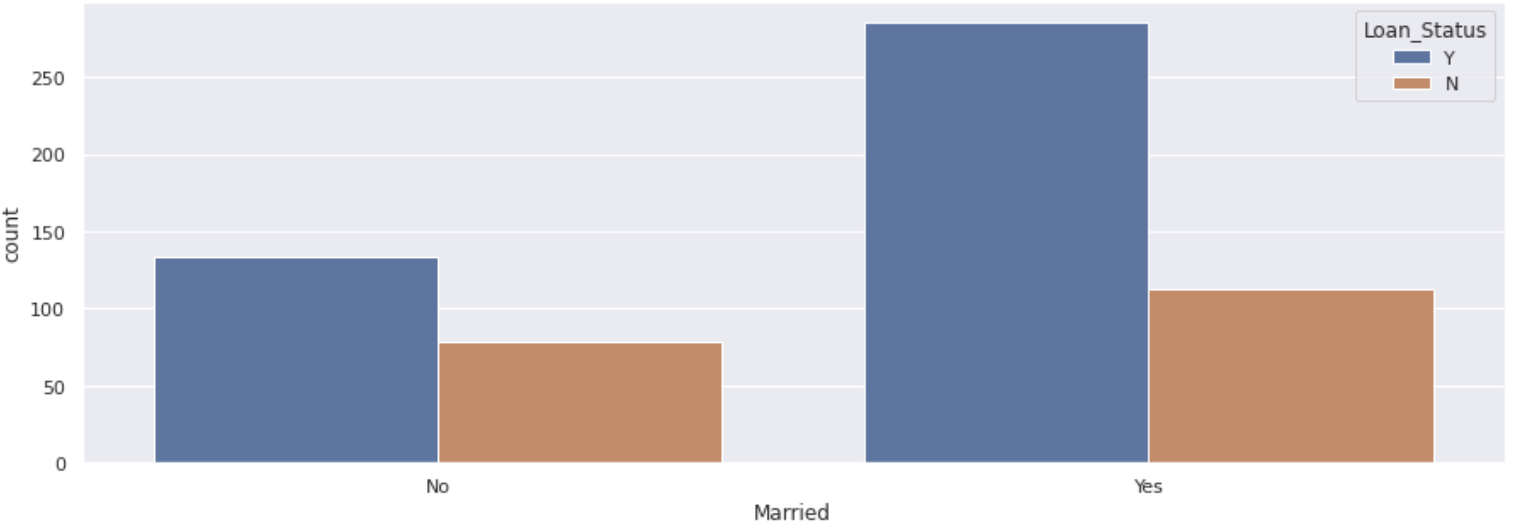 Loan_Status
Y
N
250
200
150
100
50
0
count
No
Yes
Married